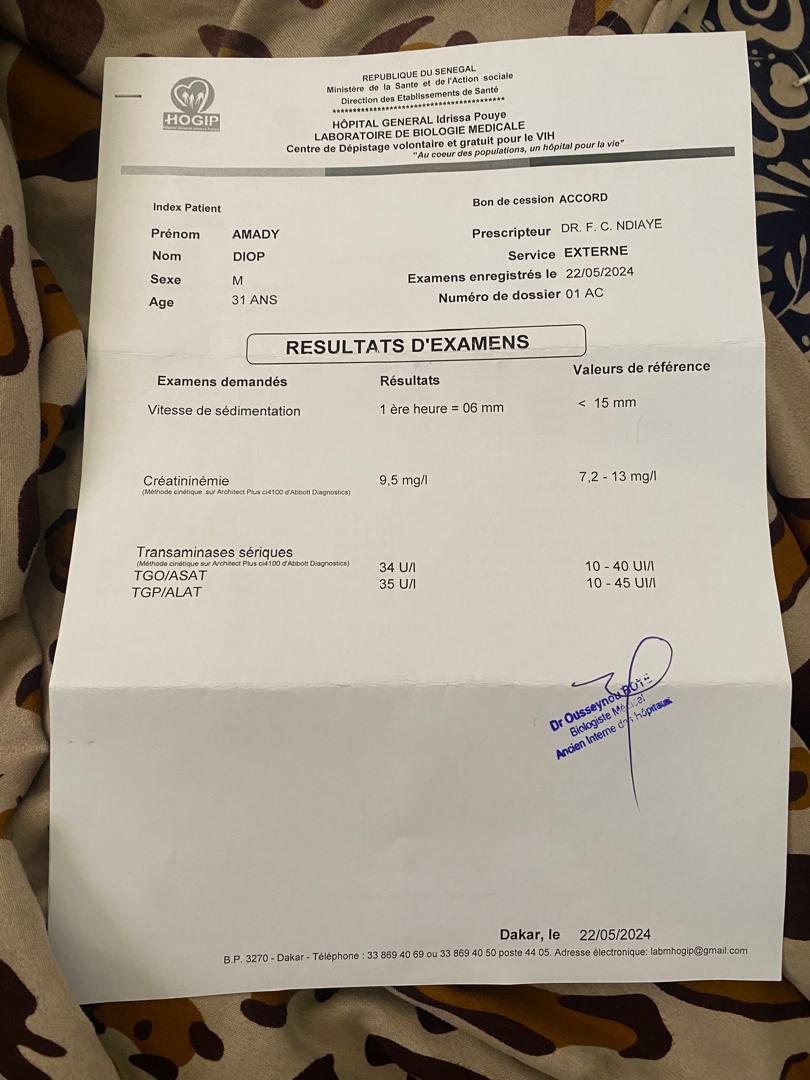 REPUBLIQUE DU SENEGAL
Ministère de la Sante et de l'Action sociale
Direction des Etablissements de Santé
******************************************
HOGIP
HÔPITAL GENERAL Idrissa Pouye
LABORATOIRE DE BIOLOGIE MEDICALE
Centre de Dépistage volontaire et gratuit pour le VIH
"Au coeur des populations, un hôpital pour la vie"
Index Patient
Bon de cession ACCORD
Prénom AMADY
Prescripteur DR. F. C. NDIAYE
Nom DIOP
Service EXTERNE
Sexe M
Examens enregistrés le 22/05/2024
Age 31 ANS
Numéro de dossier 01 AC
RESULTATS D'EXAMENS
Examens demandés Résultats Valeurs de référence
Vitesse de sédimentation 1 ère heure = 06 mm < 15 mm
Créatininémie 9,5 mg/l 7,2 - 13 mg/l
(Méthode cinétique sur Architect Plus ci4100 d'Abbott Diagnostics)
Transaminases sériques
(Méthode cinétique sur Architect Plus ci4100 d'Abbott Diagnostics)
TGO/ASAT 34 U/l 10 - 40 UI/l
TGP/ALAT 35 U/l 10 - 45 UI/l
Dr Ousseynou
Biologiste
Ancien Interne des Hôpitaux
Dakar, le 22/05/2024
B.P. 3270 - Dakar - Téléphone : 33 869 40 69 ou 33 869 40 50 poste 44 05. Adresse électronique: labmhogip@gmail.com